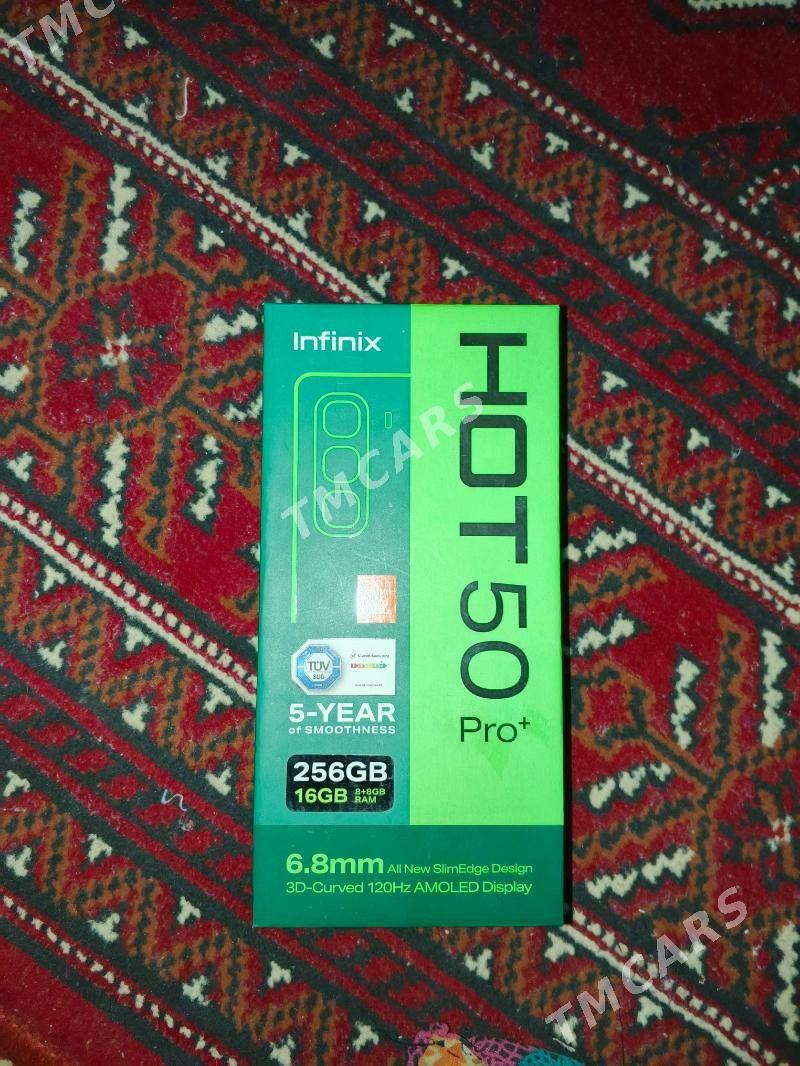 TMCARS
Infinix
HOT 50
Pro+
TMCARS
TÜV
SÜD
5-YEAR
of SMOOTHNESS
256GB
16GB 8+8GB RAM
6.8mm All New SlimEdge Design
3D-Curved 120Hz AMOLED Display
TMCARS